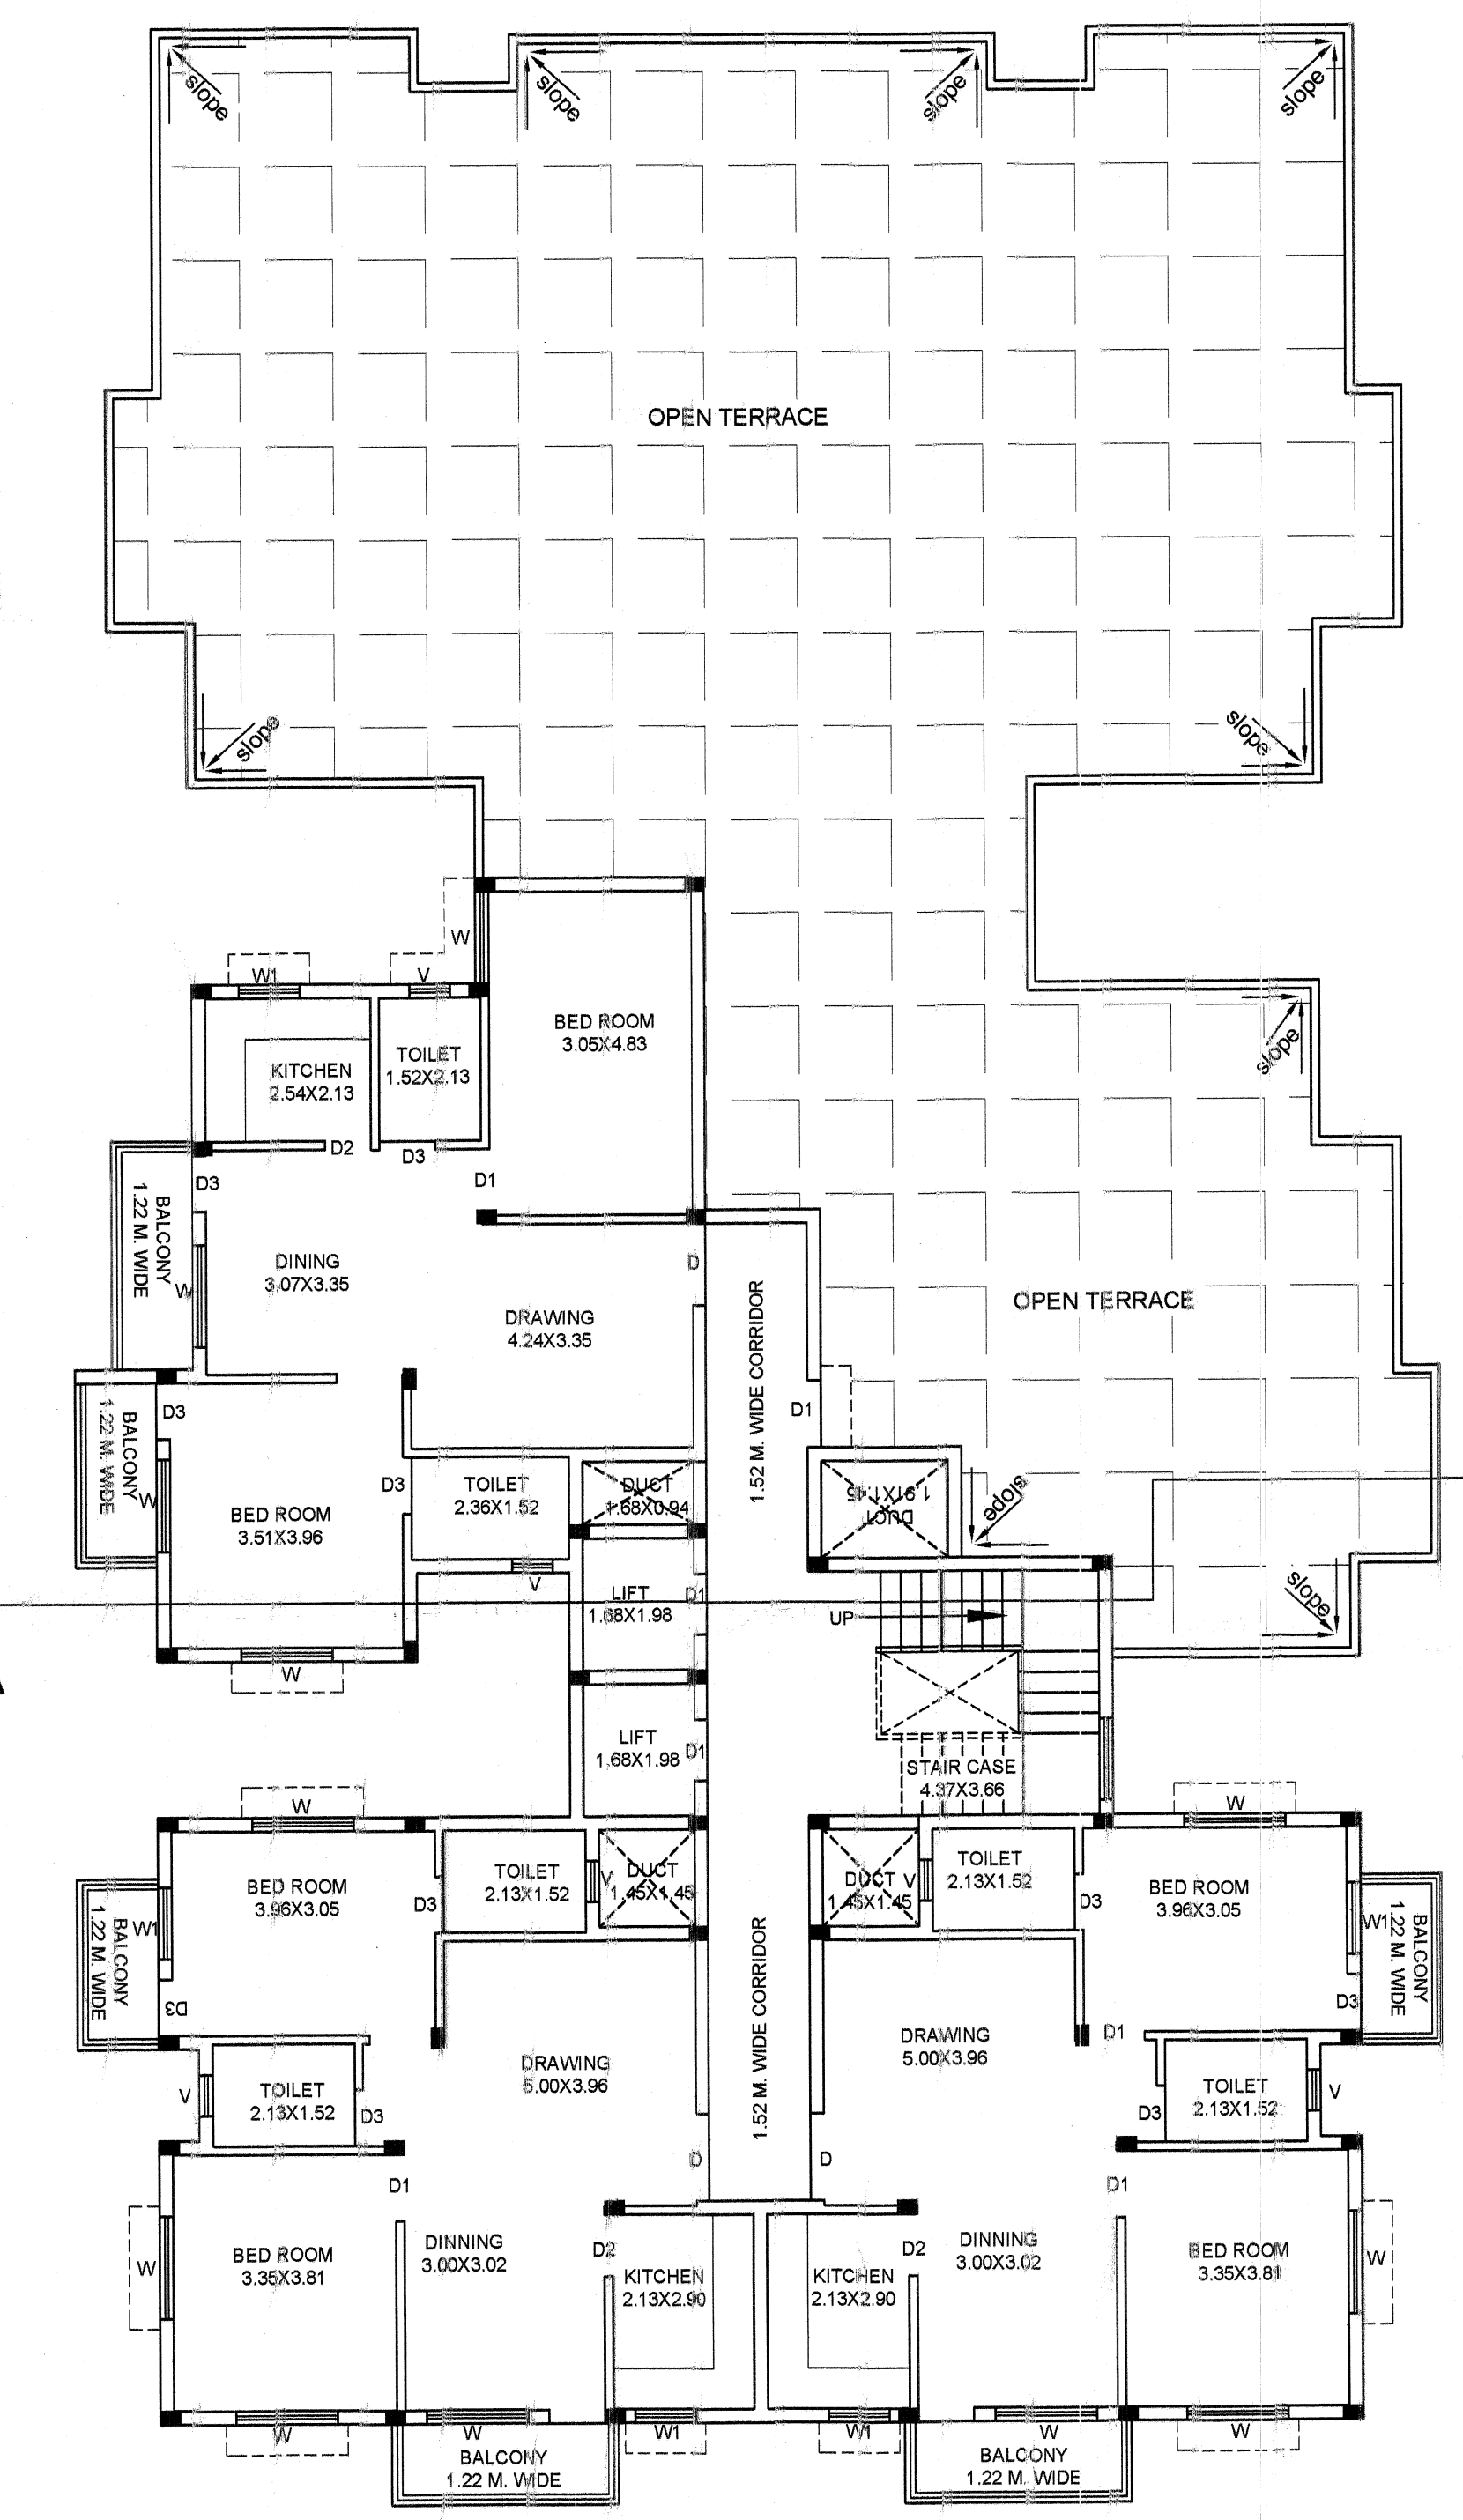 slope
slope
slope
slope
OPEN TERRACE
slope
slope
W
W1
V
BED ROOM
3.05X4.83
slope
TOILET
1.52X2.13
KITCHEN
2.54X2.13
D2
D3
D3
D1
BALCONY
1.22 M. WIDE
W
DINING
3.07X3.35
D
DRAWING
4.24X3.35
1.52 M. WIDE CORRIDOR
OPEN TERRACE
D3
D1
BALCONY
1.22 M. WIDE
W
BED ROOM
3.51X3.96
D3
TOILET
2.36X1.52
DUCT
1.68X0.94
DUCT
1.91X1.45
slope
V
LIFT
1.68X1.98
D1
UP
slope
W
LIFT
1.68X1.98
D1
STAIR CASE
4.37X3.66
W
W
BED ROOM
3.96X3.05
D3
TOILET
2.13X1.52
V
DUCT
1.45X1.45
DUCT
1.45X1.45
V
TOILET
2.13X1.52
D3
BED ROOM
3.96X3.05
W1
BALCONY
1.22 M. WIDE
D3
W1
BALCONY
1.22 M. WIDE
D3
1.52 M. WIDE CORRIDOR
DRAWING
5.00X3.96
DRAWING
5.00X3.96
D1
V
TOILET
2.13X1.52
D3
D3
TOILET
2.13X1.52
V
D
D
D1
D1
W
BED ROOM
3.35X3.81
DINNING
3.00X3.02
D2
KITCHEN
2.13X2.90
KITCHEN
2.13X2.90
D2
DINNING
3.00X3.02
BED ROOM
3.35X3.81
W
W
W
W1
W1
W
W
BALCONY
1.22 M. WIDE
BALCONY
1.22 M. WIDE